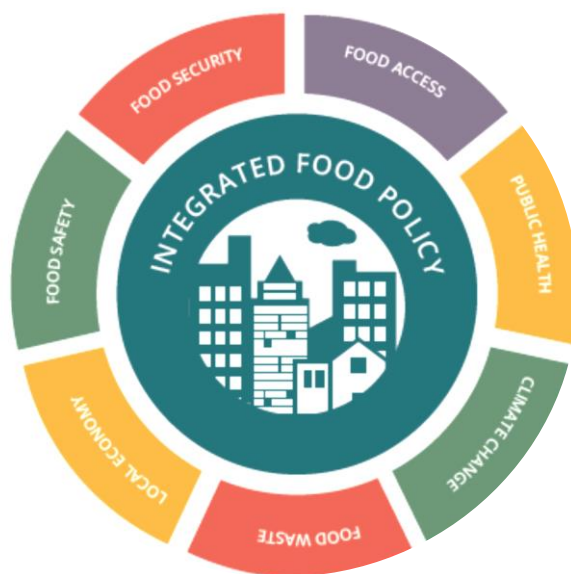 INTEGRATED FOOD POLICY
FOOD SECURITY
FOOD ACCESS
PUBLIC HEALTH
CLIMATE CHANGE
FOOD WASTE
LOCAL ECONOMY
FOOD SAFETY